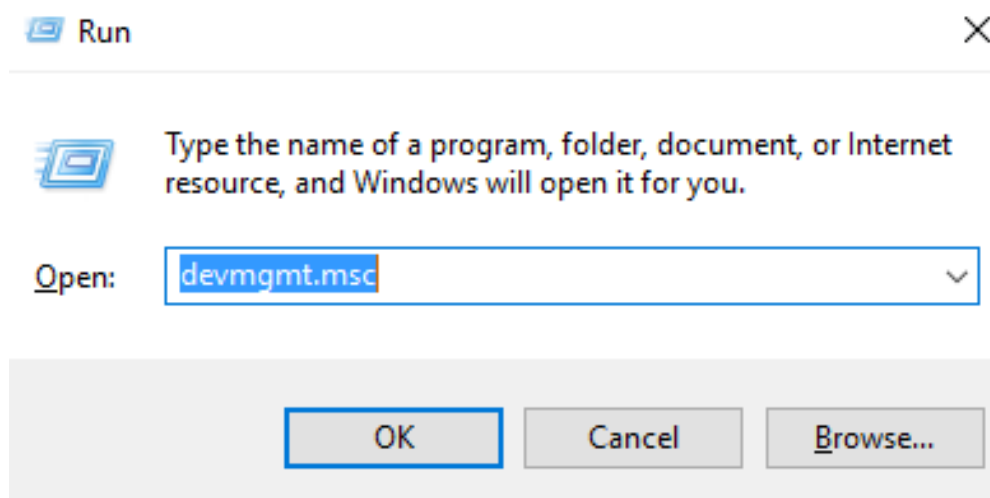 Run
Type the name of a program, folder, document, or Internet
resource, and Windows will open it for you.
Open: devmgmt.msc
OK Cancel Browse...